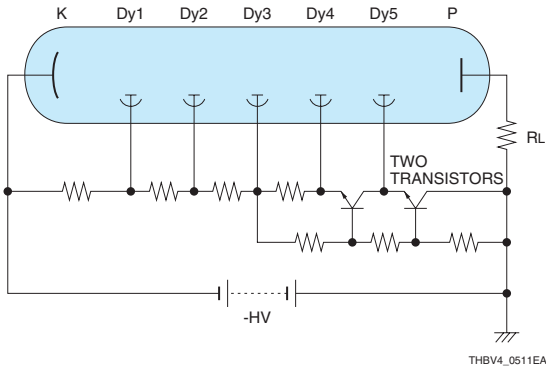 K Dy1 Dy2 Dy3 Dy4 Dy5 P
RL
TWO
TRANSISTORS
-HV
THBV4_0511EA